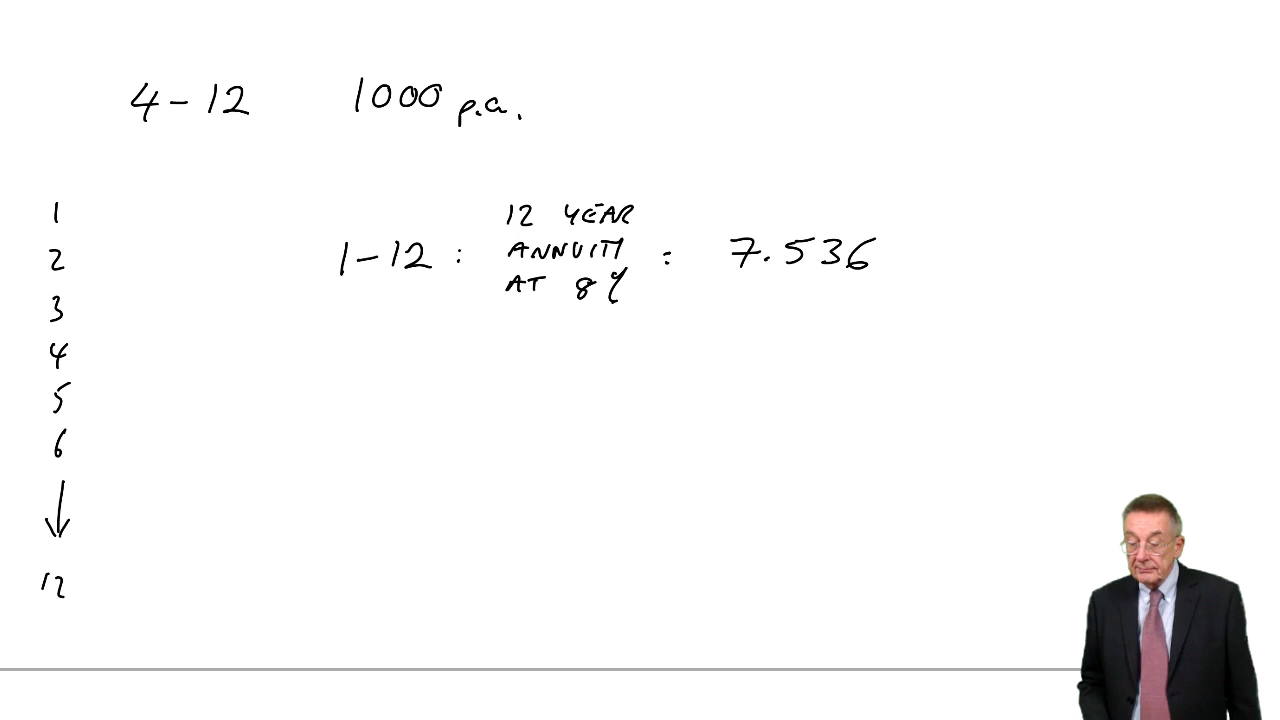 4 - 12 1000 p.a.
1
2
3
4
5
6
↓
12
1 - 12 : 12 YEAR
ANNUITY
AT 8% = 7.536